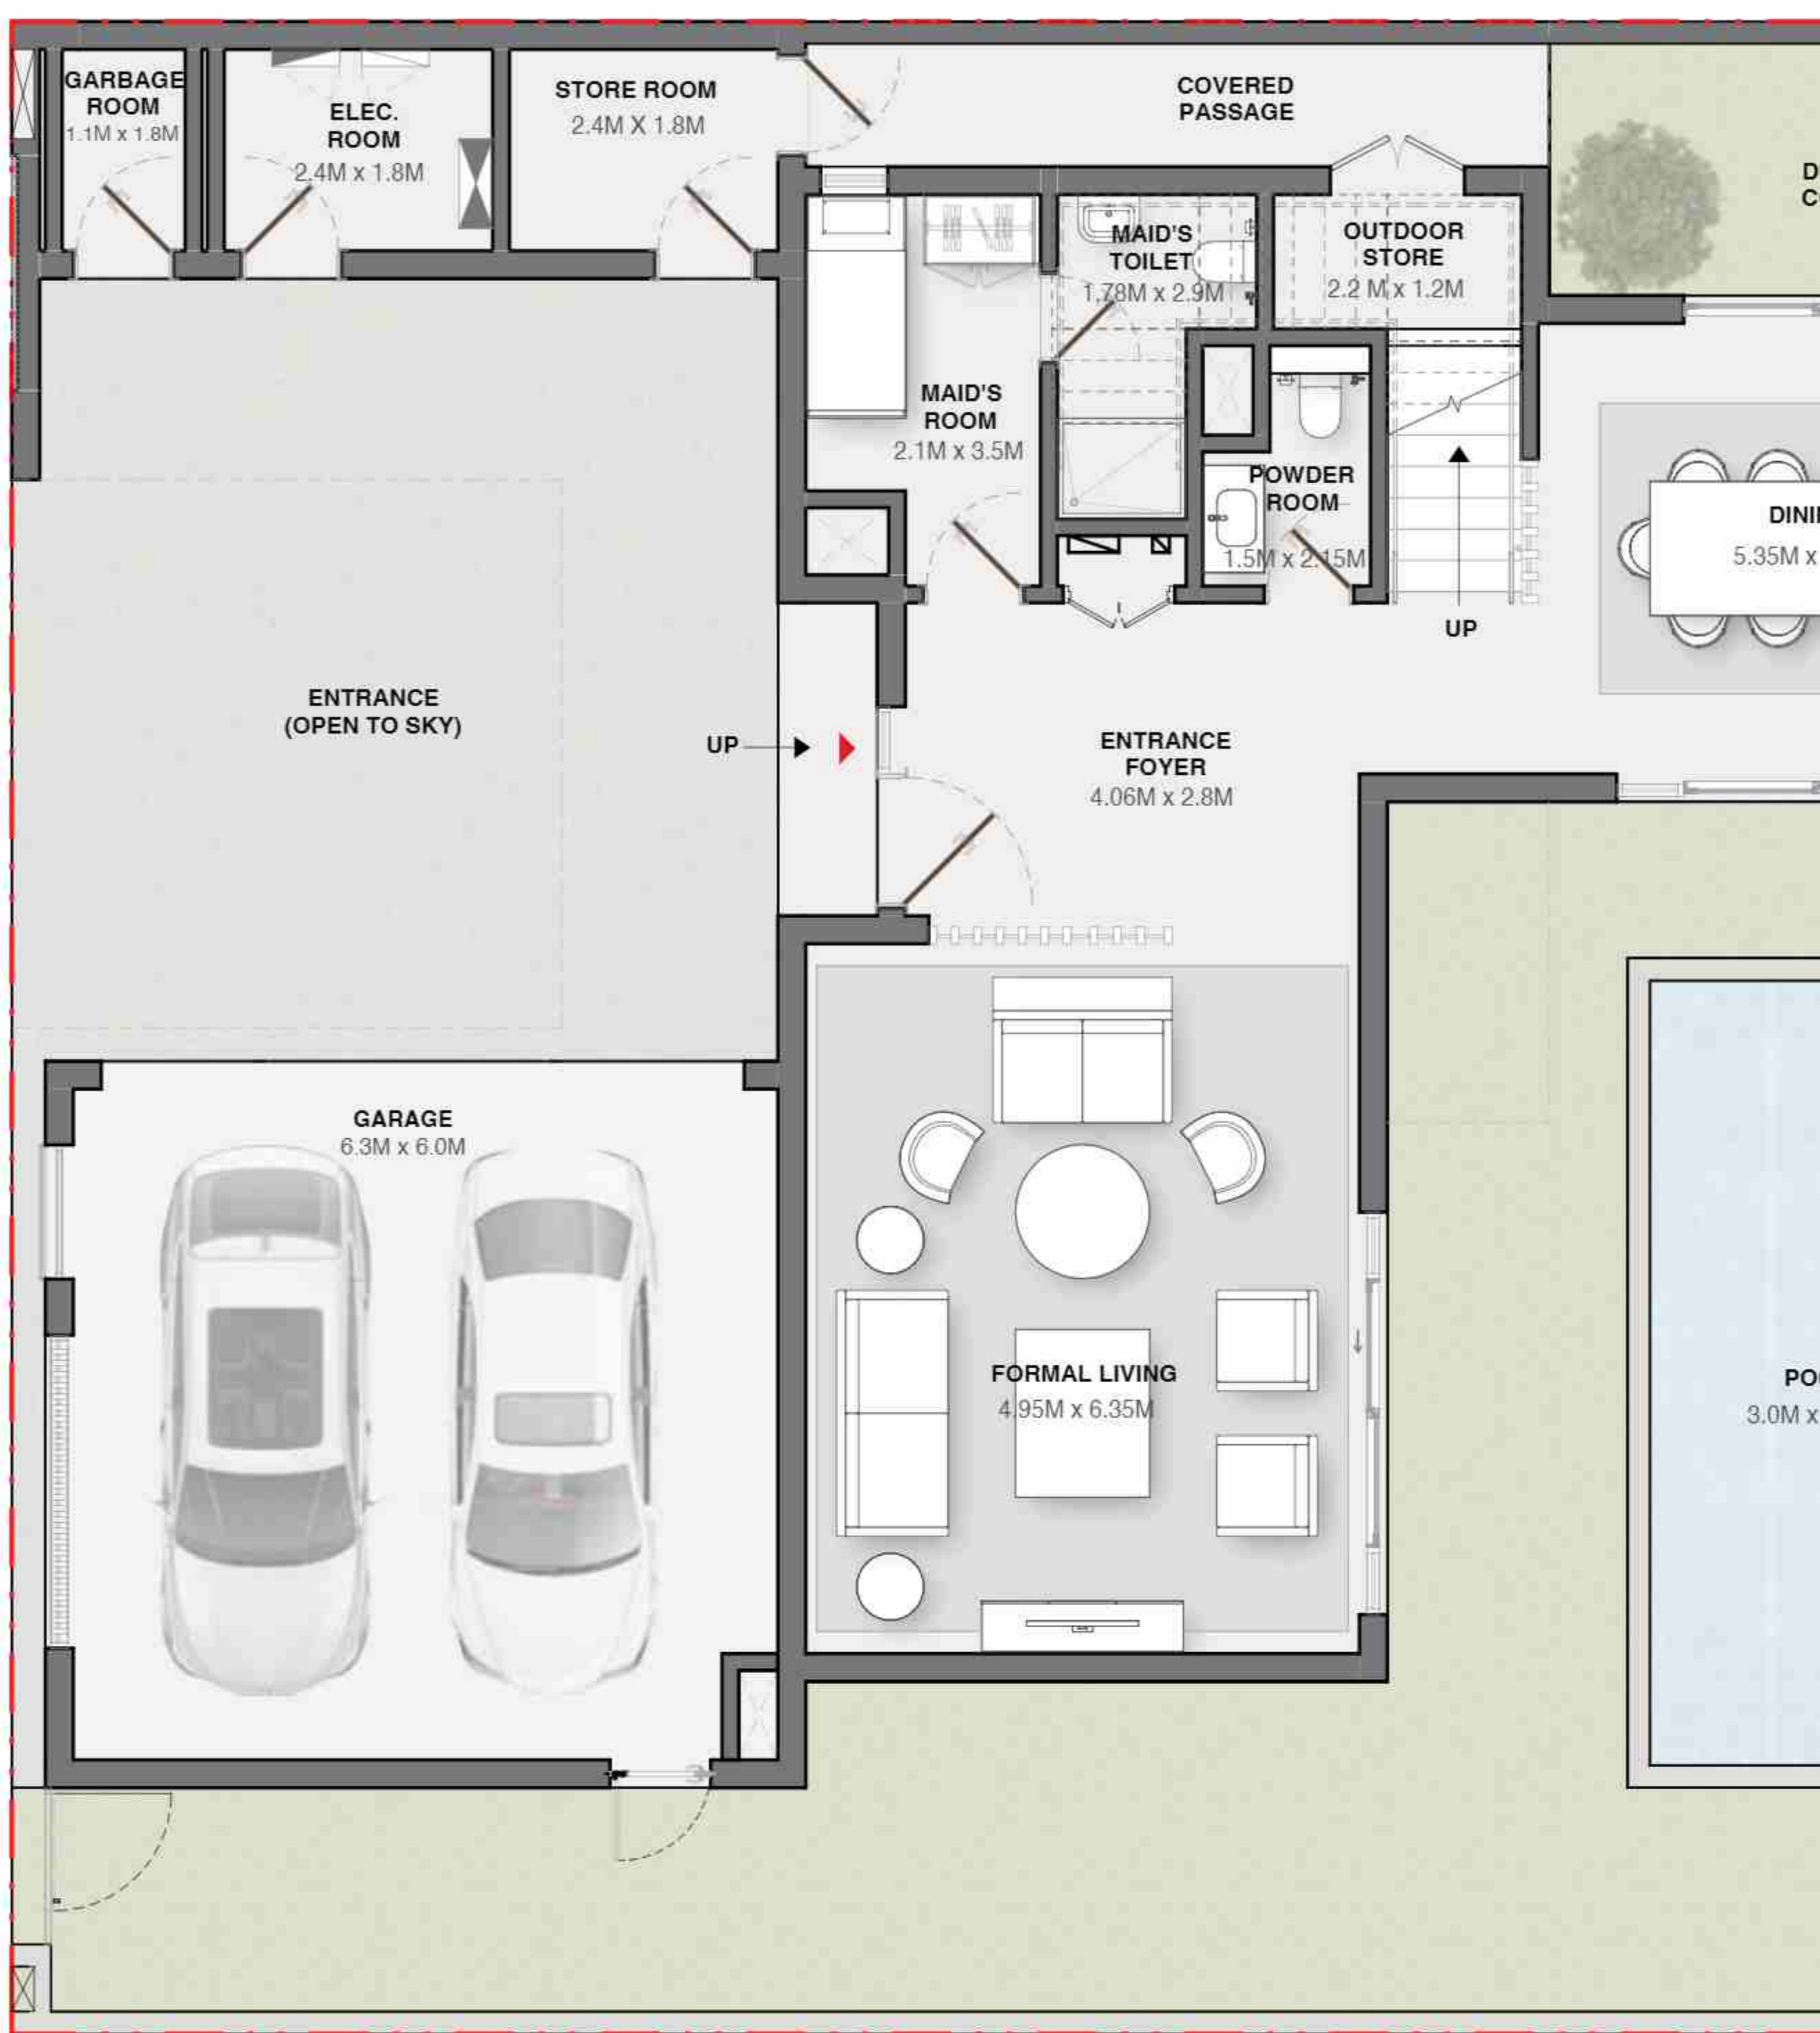 GARBAGE
ROOM
1.1M x 1.8M
ELEC.
ROOM
2.4M x 1.8M
STORE ROOM
2.4M X 1.8M
COVERED
PASSAGE
D
C
MAID'S
TOILET
1.78M x 2.9M
OUTDOOR
STORE
2.2 M x 1.2M
MAID'S
ROOM
2.1M x 3.5M
POWDER
ROOM
1.5M x 2.15M
DINI
5.35M x
UP
ENTRANCE
(OPEN TO SKY)
UP
ENTRANCE
FOYER
4.06M x 2.8M
GARAGE
6.3M x 6.0M
FORMAL LIVING
4.95M x 6.35M
PO
3.0M x